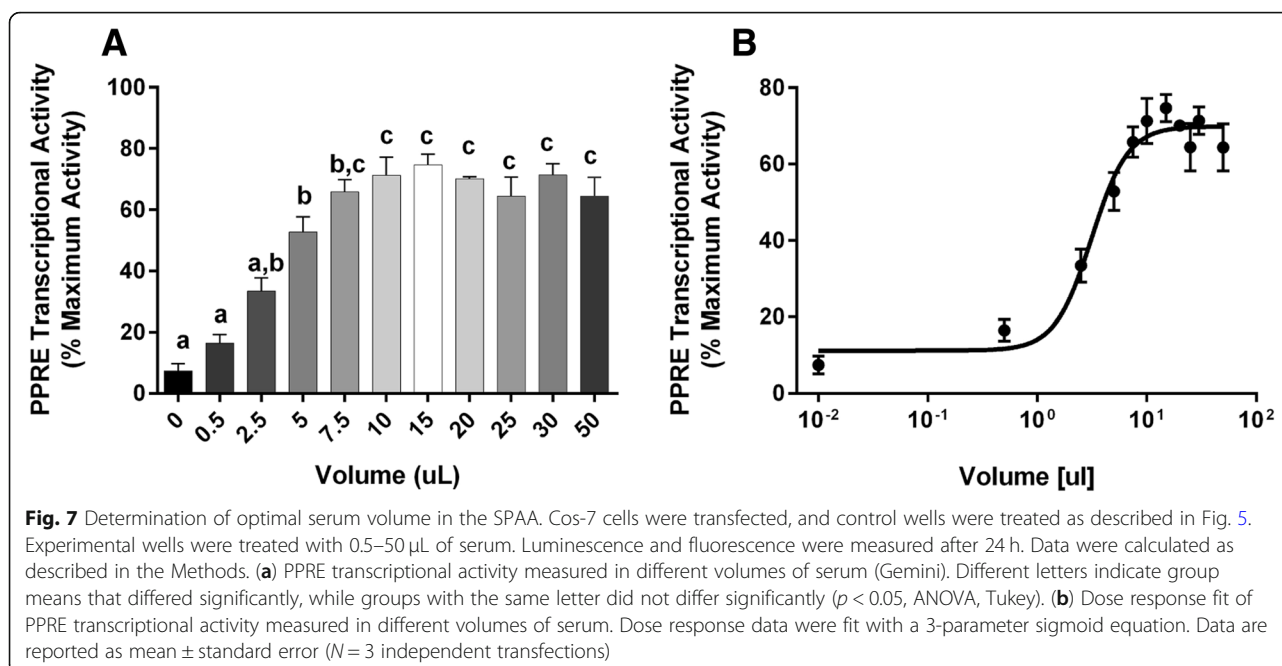 A
PPRE Transcriptional Activity
(% Maximum Activity)
100
80
60
40
20
0
a
a
a,b
b
b,c
c
c
c
c
c
c
0
0.5
2.5
5
7.5
10
15
20
25
30
50
Volume (uL)
B
PPRE Transcriptional Activity
(% Maximum Activity)
80
60
40
20
0
10⁻²
10⁻¹
10⁰
10¹
10²
Volume [ul]
Fig. 7 Determination of optimal serum volume in the SPAA. Cos-7 cells were transfected, and control wells were treated as described in Fig. 5.
Experimental wells were treated with 0.5–50 μL of serum. Luminescence and fluorescence were measured after 24 h. Data were calculated as
described in the Methods. (a) PPRE transcriptional activity measured in different volumes of serum (Gemini). Different letters indicate group
means that differed significantly, while groups with the same letter did not differ significantly (p < 0.05, ANOVA, Tukey). (b) Dose response fit of
PPRE transcriptional activity measured in different volumes of serum. Dose response data were fit with a 3-parameter sigmoid equation. Data are
reported as mean ± standard error (N = 3 independent transfections)